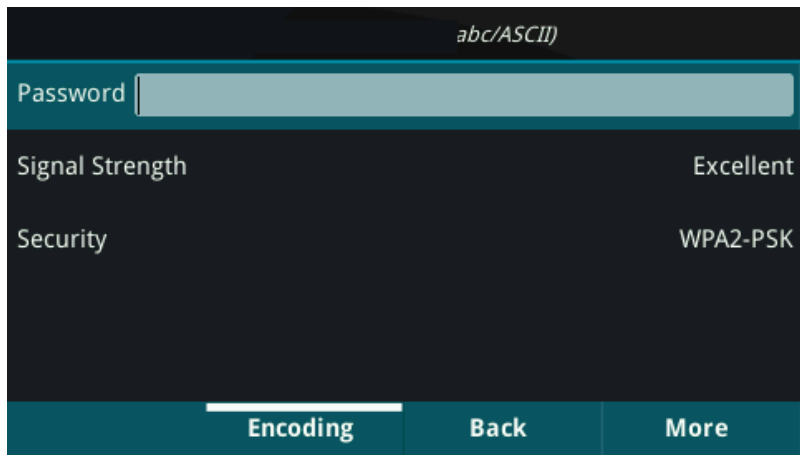 abc/ASCII)
Password
Signal Strength Excellent
Security WPA2-PSK
Encoding Back More